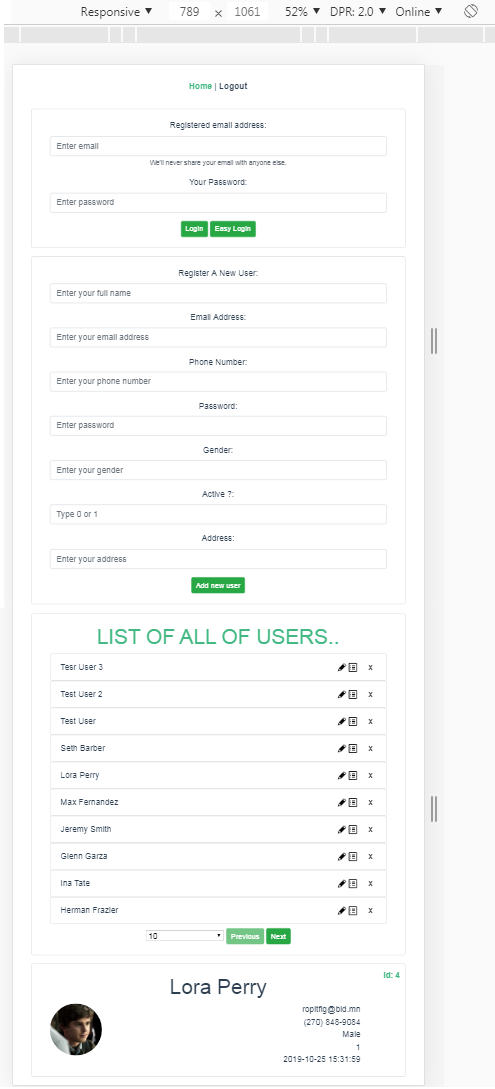 Responsive ▼ 789 x 1061 52% ▼ DPR: 2.0 ▼ Online ▼
Home | Logout
Registered email address:
Enter email
We'll never share your email with anyone else.
Your Password:
Enter password
Login Easy Login
Register A New User:
Enter your full name
Email Address:
Enter your email address
Phone Number:
Enter your phone number
Password:
Enter password
Gender:
Enter your gender
Active ?:
Type 0 or 1
Address:
Enter your address
Add new user
LIST OF ALL OF USERS..
Tesr User 3 x
Test User 2 x
Test User x
Seth Barber x
Lora Perry x
Max Fernandez x
Jeremy Smith x
Glenn Garza x
Ina Tate x
Herman Frazier x
10 Previous Next
Id: 4
Lora Perry
ropitfig@bid.mn
(270) 848-9084
Male
1
2019-10-25 15:31:59